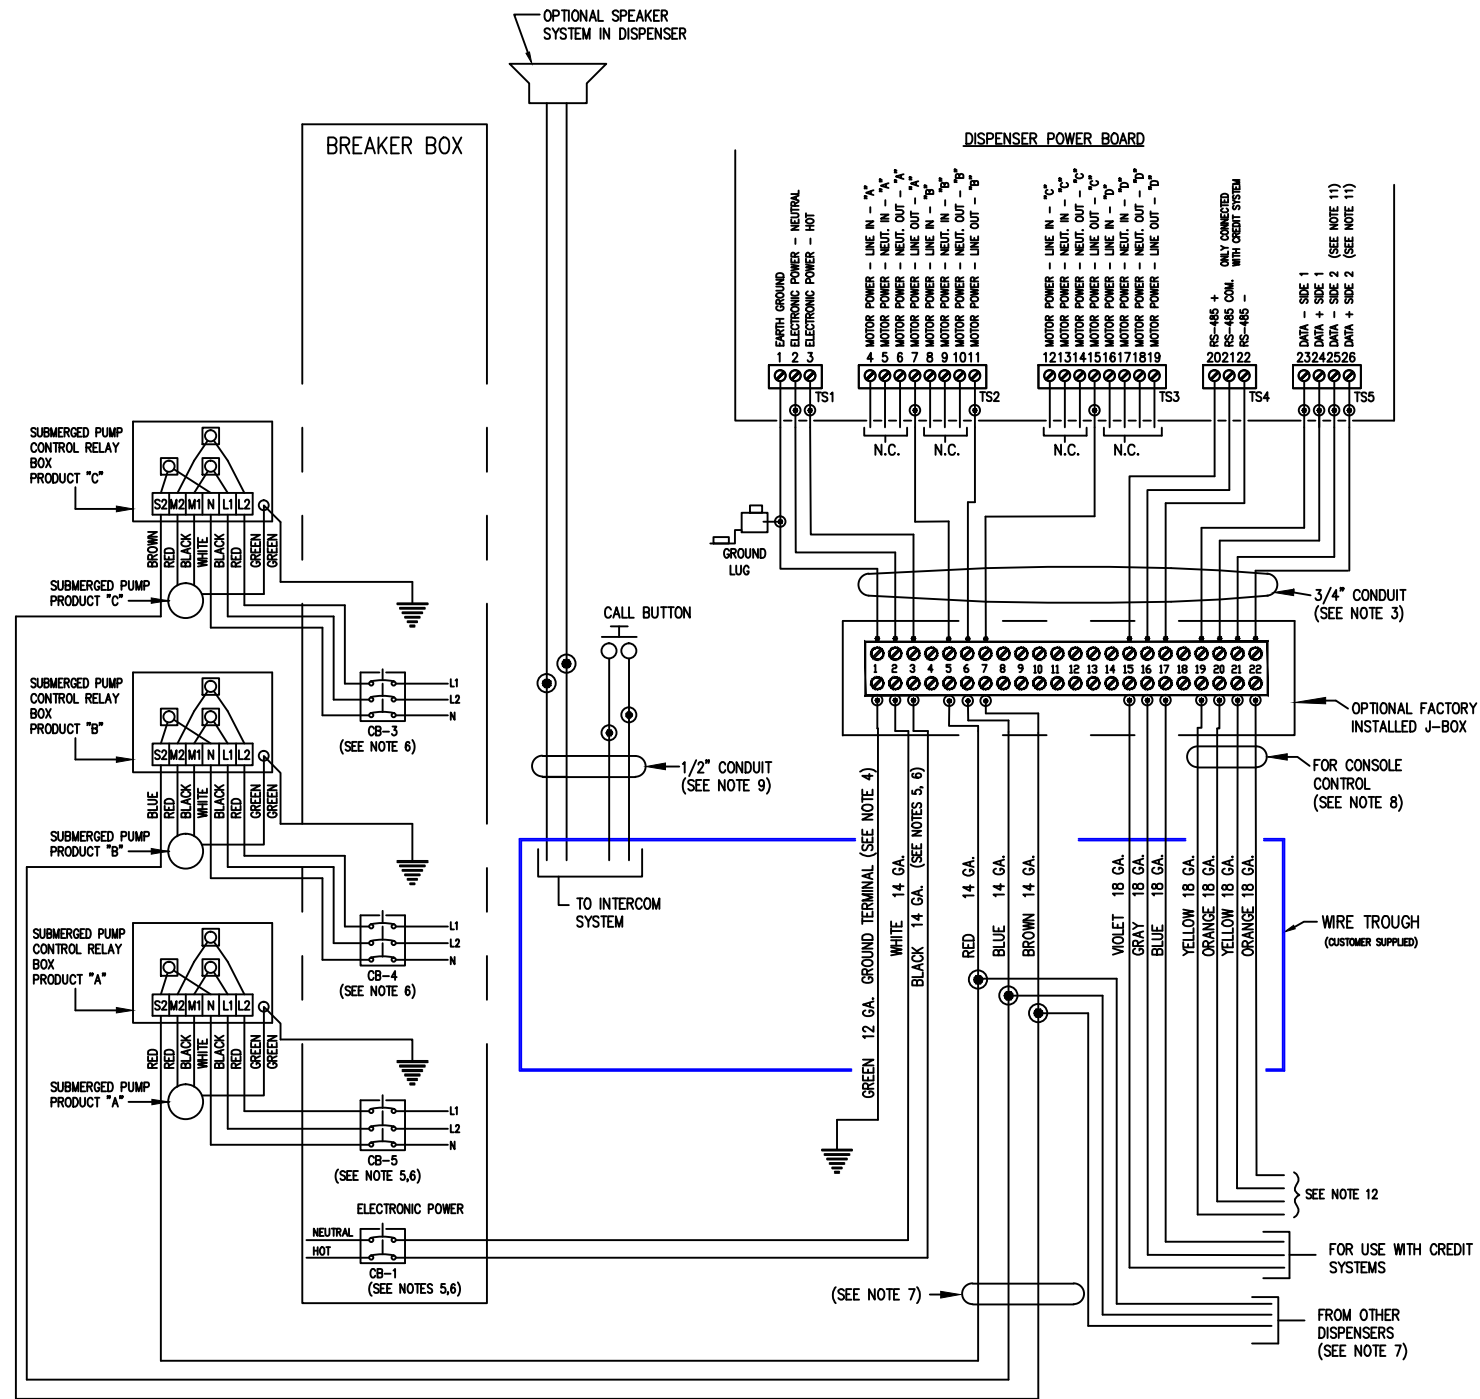 OPTIONAL SPEAKER
SYSTEM IN DISPENSER
BREAKER BOX
DISPENSER POWER BOARD
EARTH GROUND
ELECTRONIC POWER – NEUTRAL
ELECTRONIC POWER – HOT
MOTOR POWER – LINE IN – "A"
MOTOR POWER – NEUT. IN – "A"
MOTOR POWER – NEUT. OUT – "A"
MOTOR POWER – LINE OUT – "A"
MOTOR POWER – LINE IN – "B"
MOTOR POWER – NEUT. IN – "B"
MOTOR POWER – NEUT. OUT – "B"
MOTOR POWER – LINE OUT – "B"
MOTOR POWER – LINE IN – "C"
MOTOR POWER – NEUT. IN – "C"
MOTOR POWER – NEUT. OUT – "C"
MOTOR POWER – LINE OUT – "C"
MOTOR POWER – LINE IN – "D"
MOTOR POWER – NEUT. IN – "D"
MOTOR POWER – NEUT. OUT – "D"
MOTOR POWER – LINE OUT – "D"
RS-485 +
RS-485 COM.
RS-485 –
ONLY CONNECTED
WITH CREDIT SYSTEM
DATA – SIDE 1
DATA + SIDE 1
DATA – SIDE 2 (SEE NOTE 11)
DATA + SIDE 2 (SEE NOTE 11)
1 2 3
4 5 6 7 8 9 10 11
12 13 14 15 16 17 18 19
20 21 22
23 24 25 26
TS1
TS2
TS3
TS4
TS5
N.C.
N.C.
N.C.
N.C.
SUBMERGED PUMP
CONTROL RELAY
BOX
PRODUCT "C"
S2 M2 M1 N L1 L2
BROWN
RED
BLACK
WHITE
BLACK
RED
GREEN
GREEN
SUBMERGED PUMP
PRODUCT "C"
GROUND
LUG
3/4" CONDUIT
(SEE NOTE 3)
CALL BUTTON
1 2 3 4 5 6 7 8 9 10 11 12 13 14 15 16 17 18 19 20 21 22
OPTIONAL FACTORY
INSTALLED J-BOX
L1
L2
N
CB-3
(SEE NOTE 6)
SUBMERGED PUMP
CONTROL RELAY
BOX
PRODUCT "B"
S2 M2 M1 N L1 L2
BLUE
RED
BLACK
WHITE
BLACK
RED
GREEN
GREEN
SUBMERGED PUMP
PRODUCT "B"
1/2" CONDUIT
(SEE NOTE 9)
FOR CONSOLE
CONTROL
(SEE NOTE 8)
TO INTERCOM
SYSTEM
GREEN 12 GA. GROUND TERMINAL (SEE NOTE 4)
WHITE 14 GA.
BLACK 14 GA. (SEE NOTES 5, 6)
RED 14 GA.
BLUE 14 GA.
BROWN 14 GA.
VIOLET 18 GA.
GRAY 18 GA.
BLUE 18 GA.
YELLOW 18 GA.
ORANGE 18 GA.
YELLOW 18 GA.
ORANGE 18 GA.
WIRE TROUGH
(CUSTOMER SUPPLIED)
L1
L2
N
CB-4
(SEE NOTE 6)
SUBMERGED PUMP
CONTROL RELAY
BOX
PRODUCT "A"
S2 M2 M1 N L1 L2
RED
RED
BLACK
WHITE
BLACK
RED
GREEN
GREEN
SUBMERGED PUMP
PRODUCT "A"
L1
L2
N
CB-5
(SEE NOTE 5,6)
ELECTRONIC POWER
NEUTRAL
HOT
CB-1
(SEE NOTES 5,6)
SEE NOTE 12
FOR USE WITH CREDIT
SYSTEMS
(SEE NOTE 7)
FROM OTHER
DISPENSERS
(SEE NOTE 7)